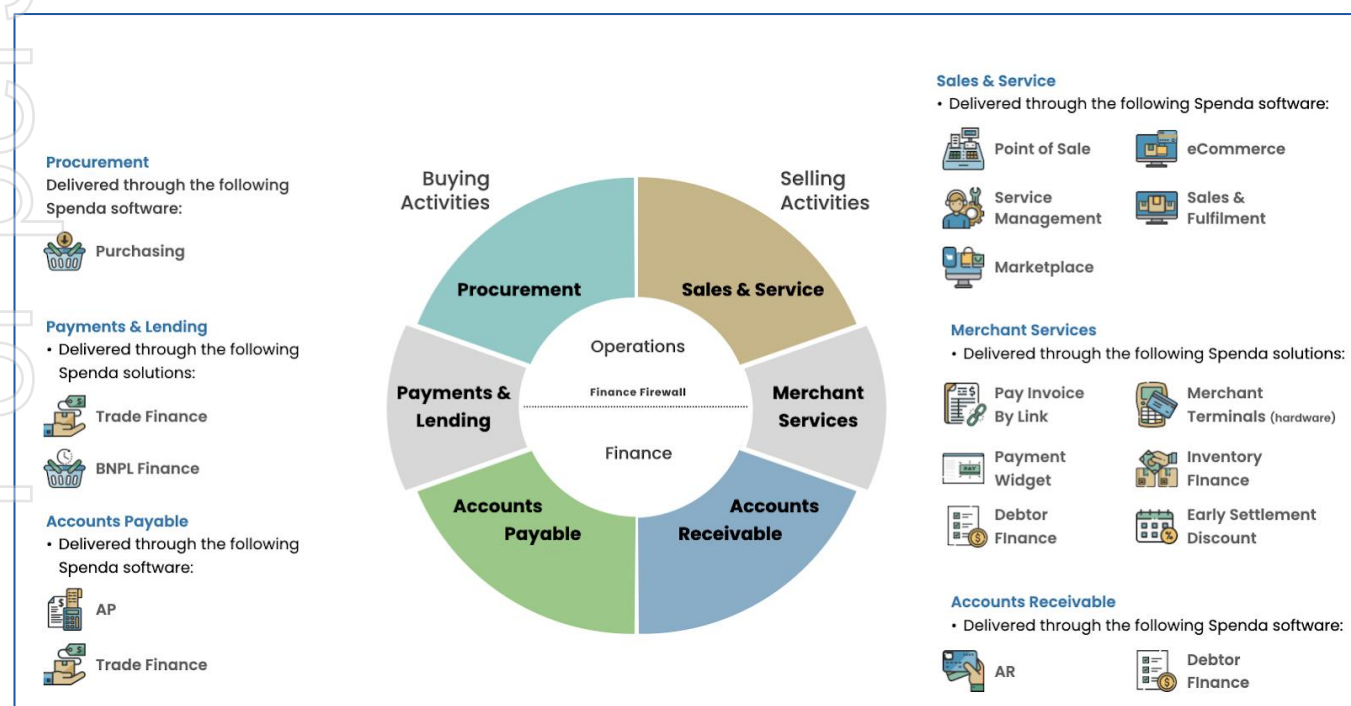 Procurement
Delivered through the following
Spenda software:
Purchasing
Payments & Lending
• Delivered through the following
Spenda solutions:
Trade Finance
BNPL Finance
Accounts Payable
• Delivered through the following
Spenda software:
AP
Trade Finance
Buying
Activities
Selling
Activities
Procurement
Sales & Service
Payments &
Lending
Operations
Finance Firewall
Finance
Merchant
Services
Accounts
Payable
Accounts
Receivable
Sales & Service
• Delivered through the following Spenda software:
Point of Sale
eCommerce
Service
Management
Sales &
Fulfilment
Marketplace
Merchant Services
• Delivered through the following Spenda solutions:
Pay Invoice
By Link
Merchant
Terminals (hardware)
Payment
Widget
Inventory
FInance
Debtor
FInance
Early Settlement
Discount
Accounts Receivable
• Delivered through the following Spenda software:
AR
Debtor
FInance